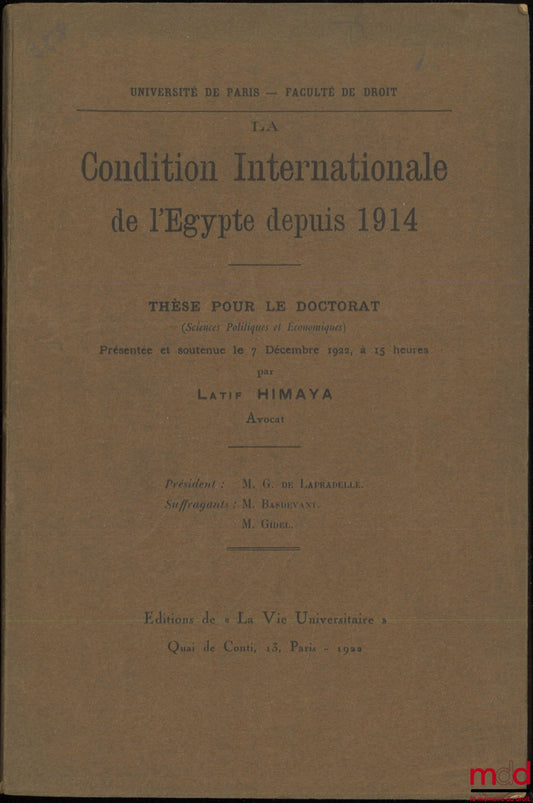 UNIVERSITÉ DE PARIS — FACULTÉ DE DROIT
LA
Condition Internationale
de l'Egypte depuis 1914
THÈSE POUR LE DOCTORAT
(Sciences Politiques et Economiques)
Présentée et soutenue le 7 Décembre 1922, à 15 heures
par
LATIF HIMAYA
Avocat
Président : M. G. DE LAPRADELLE.
Suffragants : M. BASDEVANT.
M. GIDEL.
Editions de « La Vie Universitaire »
Quai de Conti, 13, Paris - 1922
mdd